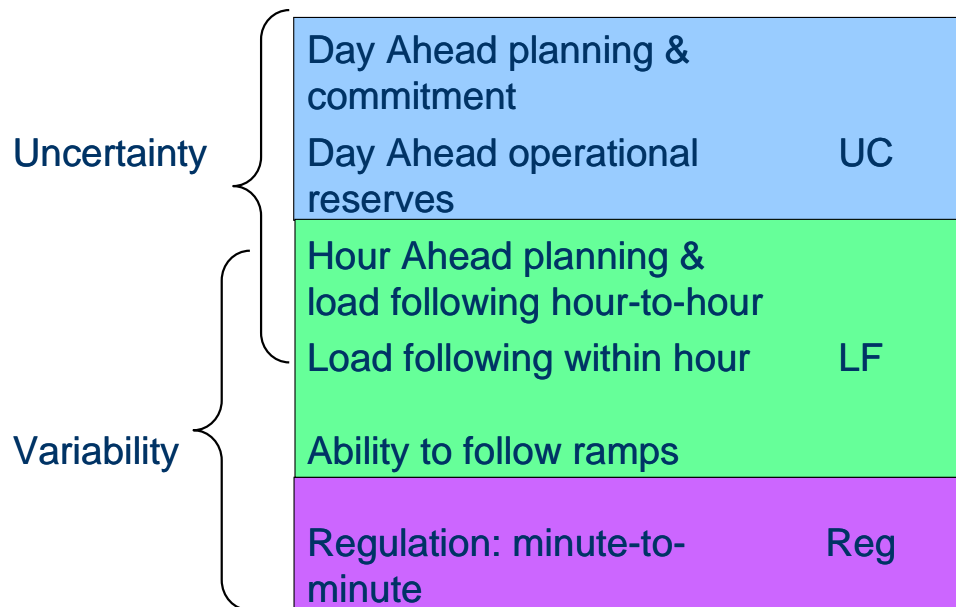 Day Ahead planning &
commitment
Uncertainty Day Ahead operational UC
reserves
Hour Ahead planning &
load following hour-to-hour
Load following within hour LF
Variability Ability to follow ramps
Regulation: minute-to- Reg
minute